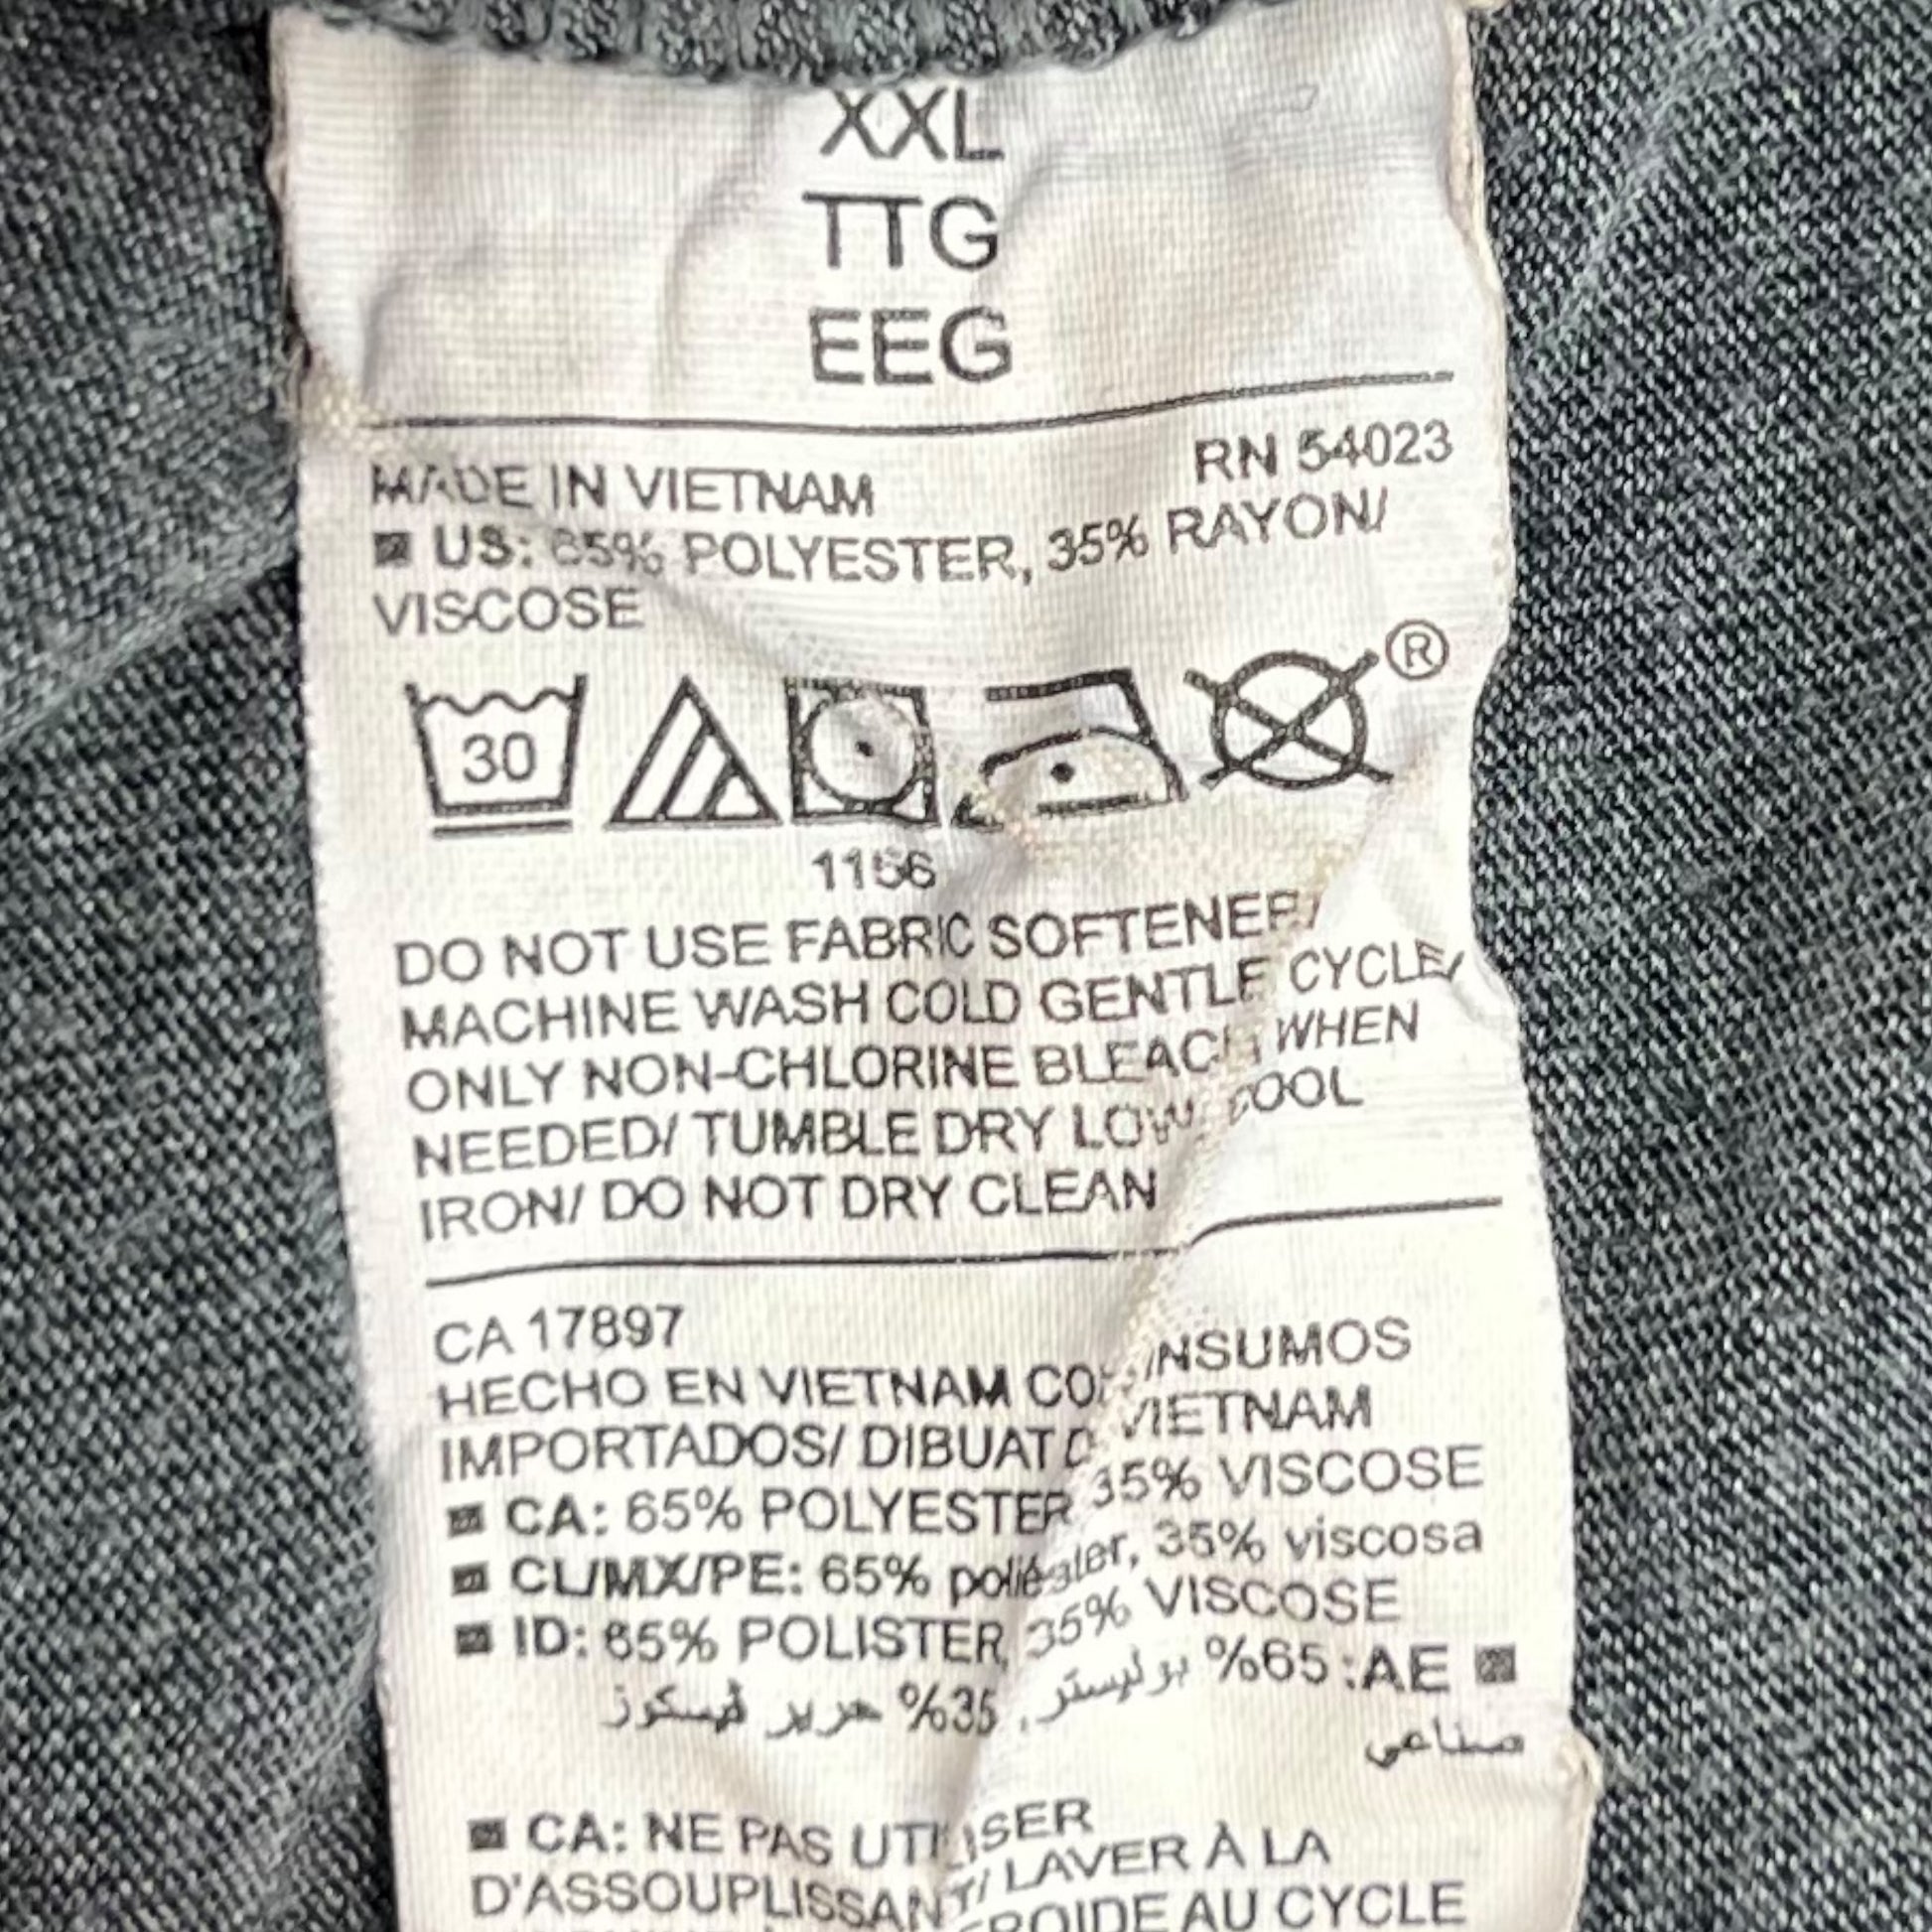 XXL
TTG
EEG
RN 54023
MADE IN VIETNAM
US: 65% POLYESTER, 35% RAYON/
VISCOSE
30
®
1156
DO NOT USE FABRIC SOFTENER/
MACHINE WASH COLD GENTLE CYCLE/
ONLY NON-CHLORINE BLEACH WHEN
NEEDED/ TUMBLE DRY LOW/ COOL
IRON/ DO NOT DRY CLEAN
CA 17897
HECHO EN VIETNAM CON INSUMOS
IMPORTADOS/ DIBUAT DI VIETNAM
CA: 65% POLYESTER, 35% VISCOSE
CL/MX/PE: 65% poliéster, 35% viscosa
ID: 65% POLISTER, 35% VISCOSE
AE: 65% بوليستر,‎ 35% حرير فيسكوز
صناعي
CA: NE PAS UTILISER
D'ASSOUPLISSANT/ LAVER À LA
FROIDE AU CYCLE